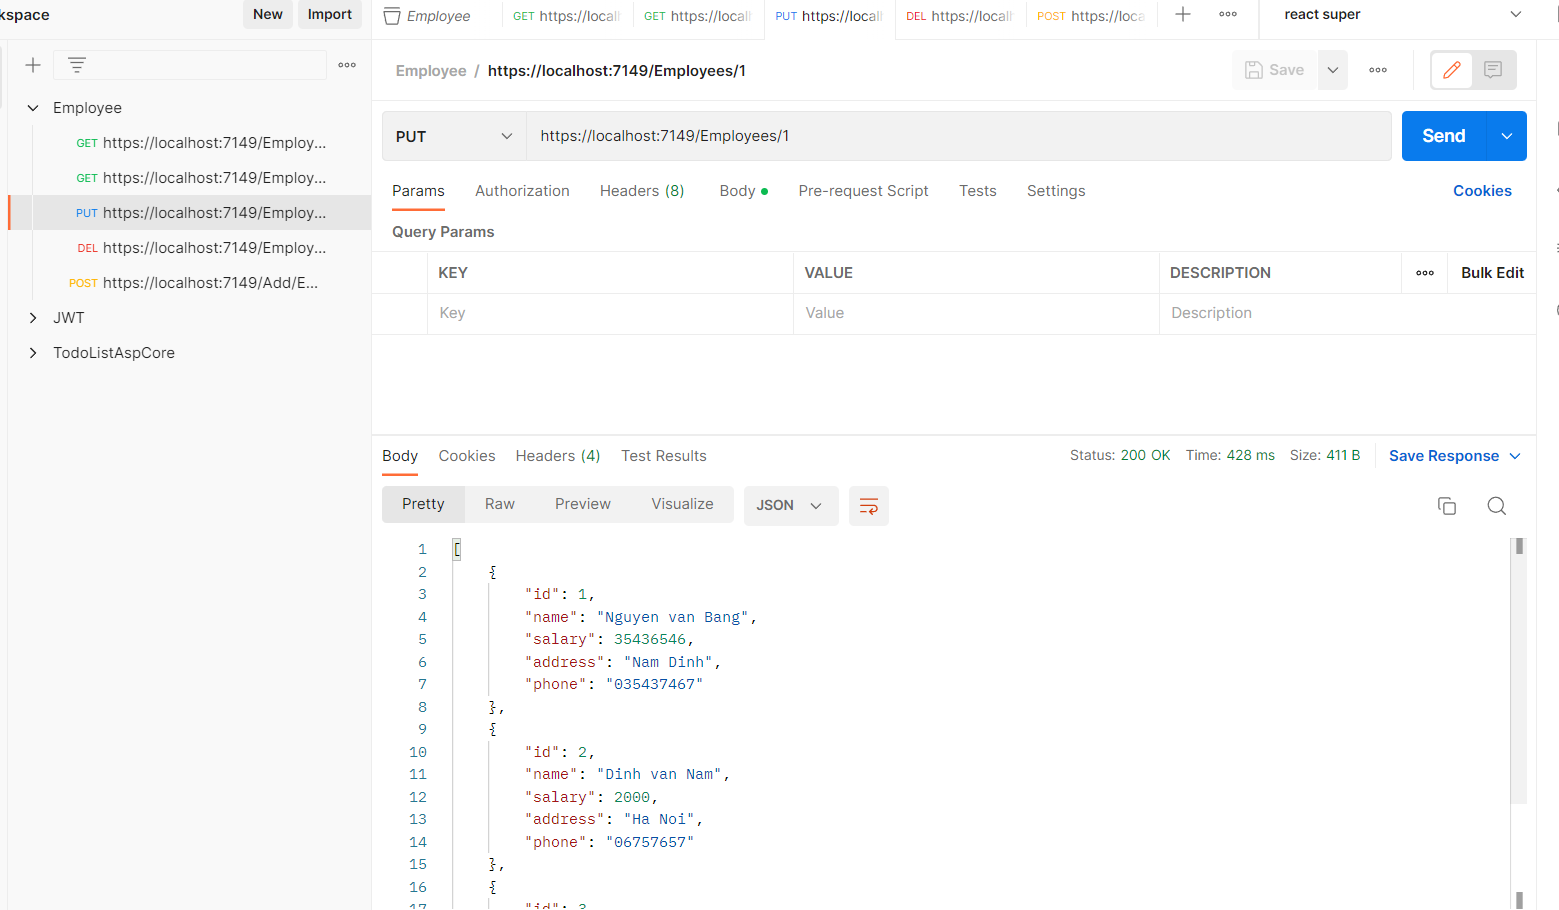 kspace
New
Import
Employee
GET https://locall
GET https://locall
PUT https://locall
DEL https://locall
POST https://loca
react super
Employee / https://localhost:7149/Employees/1
Save
Employee
GET https://localhost:7149/Employ...
GET https://localhost:7149/Employ...
PUT https://localhost:7149/Employ...
DEL https://localhost:7149/Employ...
POST https://localhost:7149/Add/E...
JWT
TodoListAspCore
PUT
https://localhost:7149/Employees/1
Send
Params Authorization Headers (8) Body Pre-request Script Tests Settings Cookies
Query Params
KEY VALUE DESCRIPTION Bulk Edit
Key Value Description
Body Cookies Headers (4) Test Results Status: 200 OK Time: 428 ms Size: 411 B Save Response
Pretty Raw Preview Visualize JSON
1 [
2 {
3 "id": 1,
4 "name": "Nguyen van Bang",
5 "salary": 35436546,
6 "address": "Nam Dinh",
7 "phone": "035437467"
8 },
9 {
10 "id": 2,
11 "name": "Dinh van Nam",
12 "salary": 2000,
13 "address": "Ha Noi",
14 "phone": "06757657"
15 },
16 {
17 "id": 3